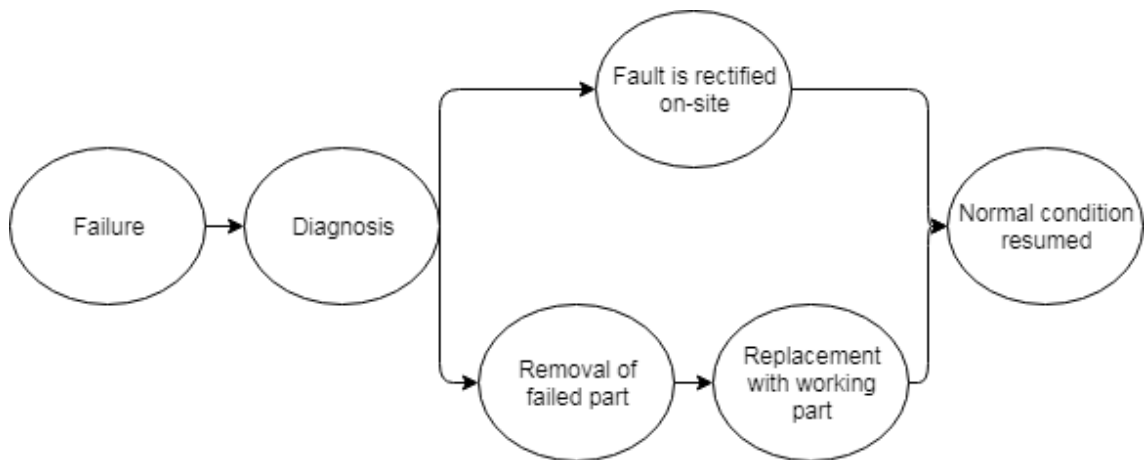 Fault is rectified
on-site
Failure
Diagnosis
Normal condition
resumed
Removal of
failed part
Replacement
with working
part